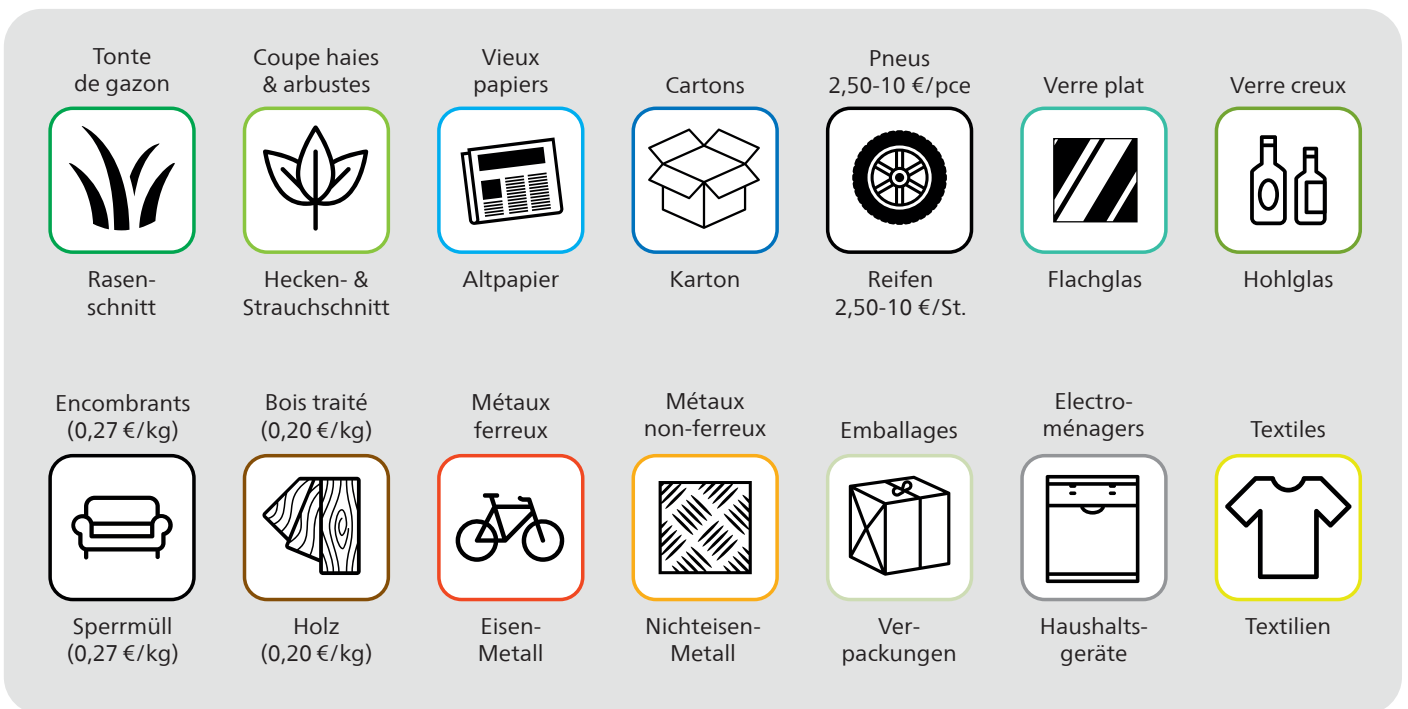 Tonte
de gazon
Coupe haies
& arbustes
Vieux
papiers
Cartons
Pneus
2,50-10 €/pce
Verre plat
Verre creux
Rasen-
schnitt
Hecken- &
Strauchschnitt
Altpapier
Karton
Reifen
2,50-10 €/St.
Flachglas
Hohlglas
Encombrants
(0,27 €/kg)
Bois traité
(0,20 €/kg)
Métaux
ferreux
Métaux
non-ferreux
Emballages
Electro-
ménagers
Textiles
Sperrmüll
(0,27 €/kg)
Holz
(0,20 €/kg)
Eisen-
Metall
Nichteisen-
Metall
Ver-
packungen
Haushalts-
geräte
Textilien